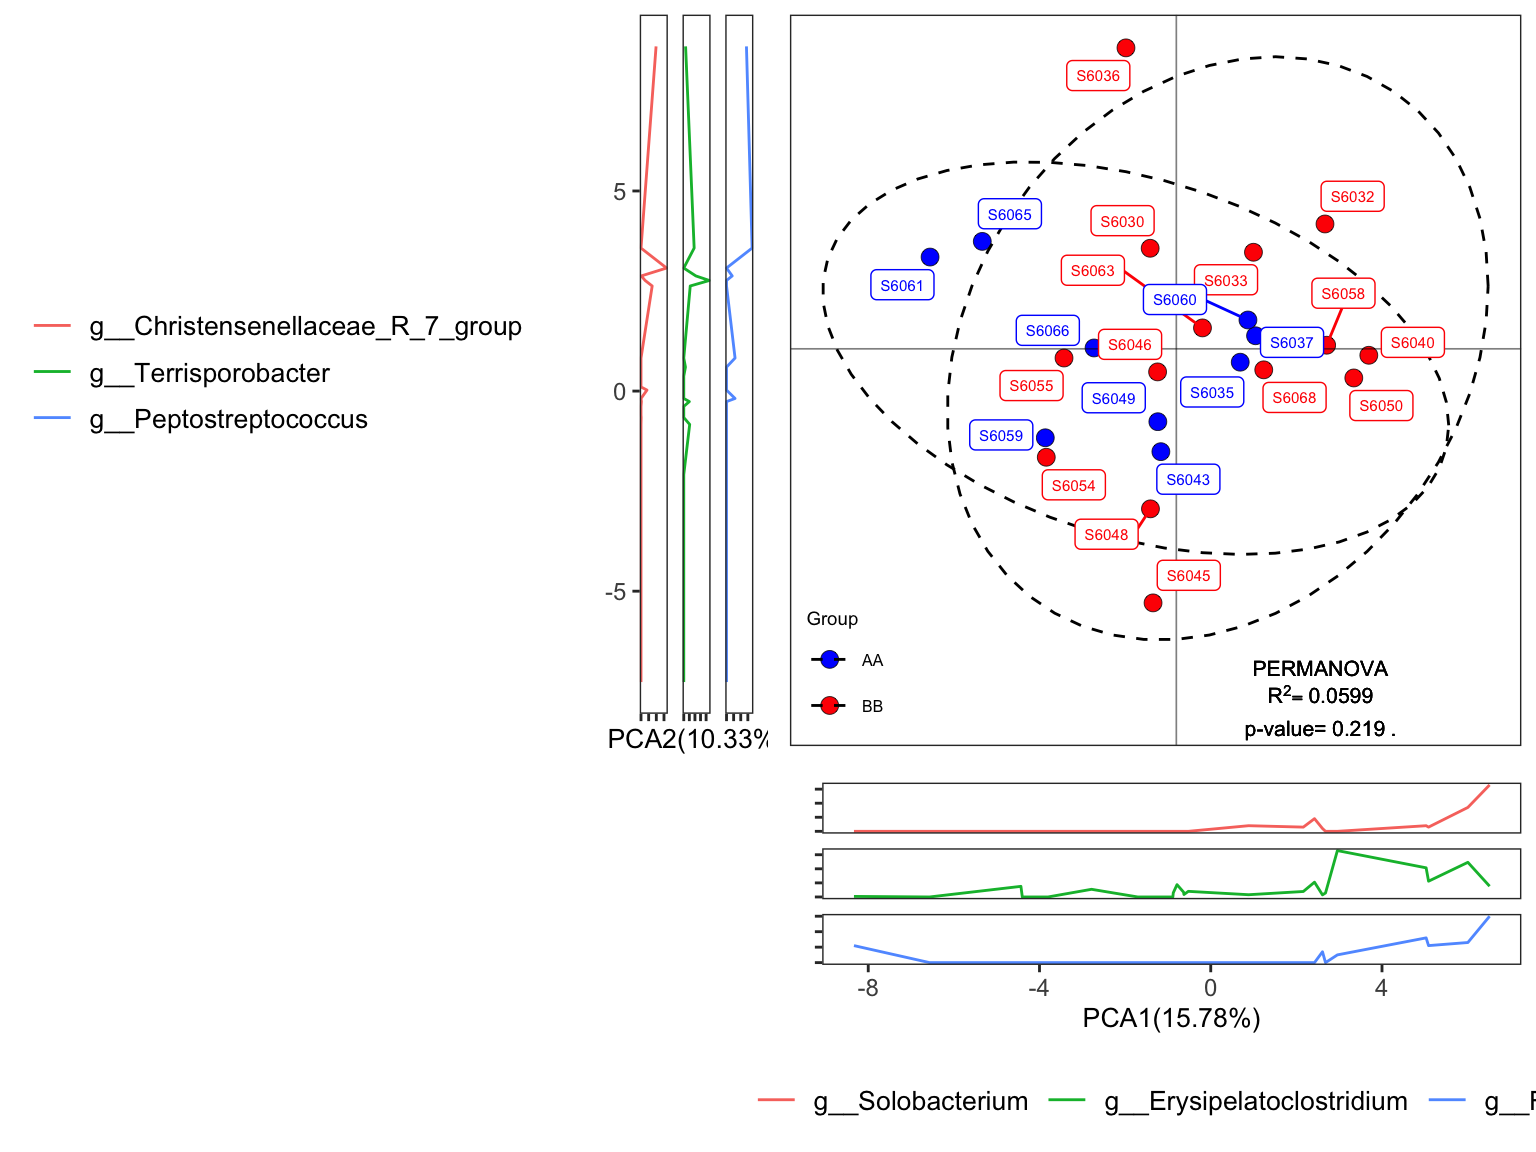 g__Christensenellaceae_R_7_group
g__Terrisporobacter
g__Peptostreptococcus
5
0
-5
PCA2(10.33%
S6036
S6032
S6065
S6030
S6061
S6063
S6033
S6060
S6058
S6066
S6046
S6037
S6040
S6055
S6049
S6035
S6068
S6050
S6059
S6054
S6043
S6048
S6045
Group
AA
BB
PERMANOVA
R²= 0.0599
p-value= 0.219 .
-8 -4 0 4
PCA1(15.78%)
g__Solobacterium g__Erysipelatoclostridium g__